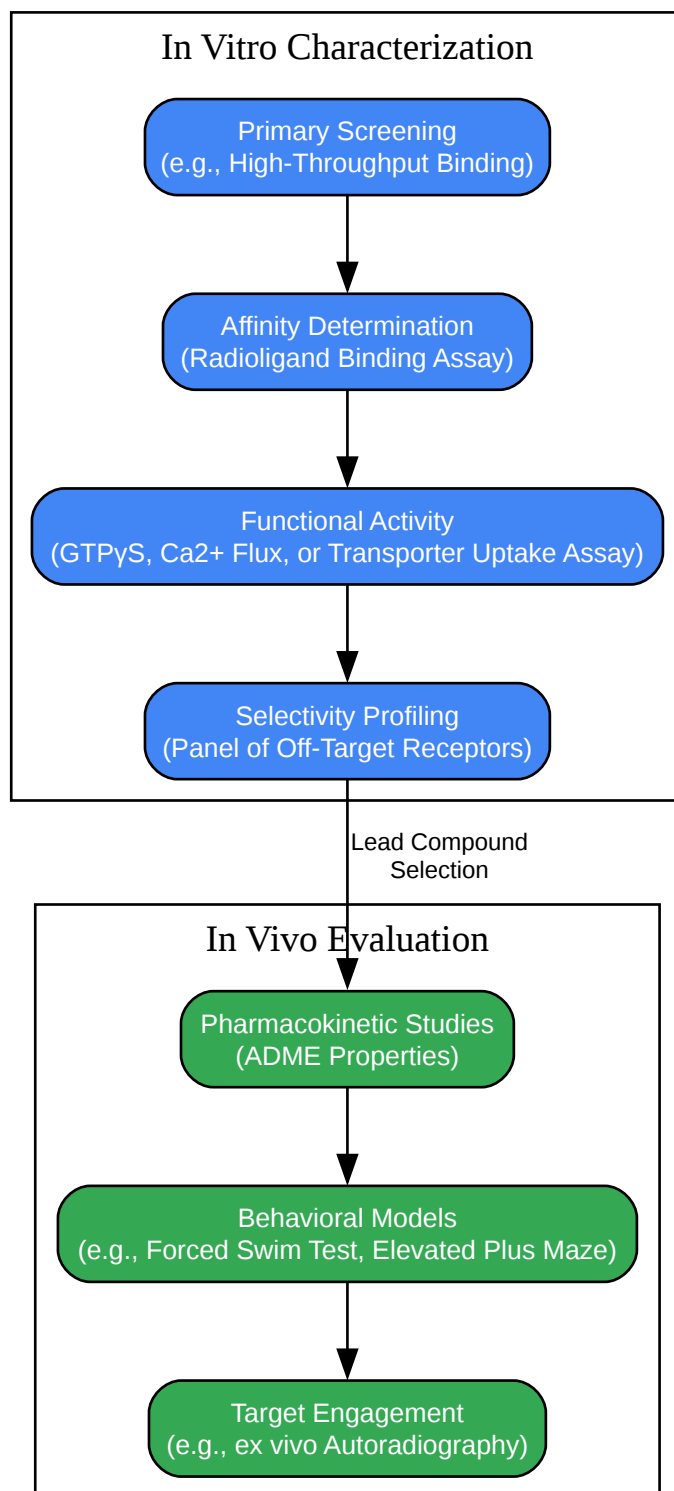 In Vitro Characterization
Primary Screening
(e.g., High-Throughput Binding)
Affinity Determination
(Radioligand Binding Assay)
Functional Activity
(GTPγS, Ca2+ Flux, or Transporter Uptake Assay)
Selectivity Profiling
(Panel of Off-Target Receptors)
Lead Compound
Selection
In Vivo Evaluation
Pharmacokinetic Studies
(ADME Properties)
Behavioral Models
(e.g., Forced Swim Test, Elevated Plus Maze)
Target Engagement
(e.g., ex vivo Autoradiography)